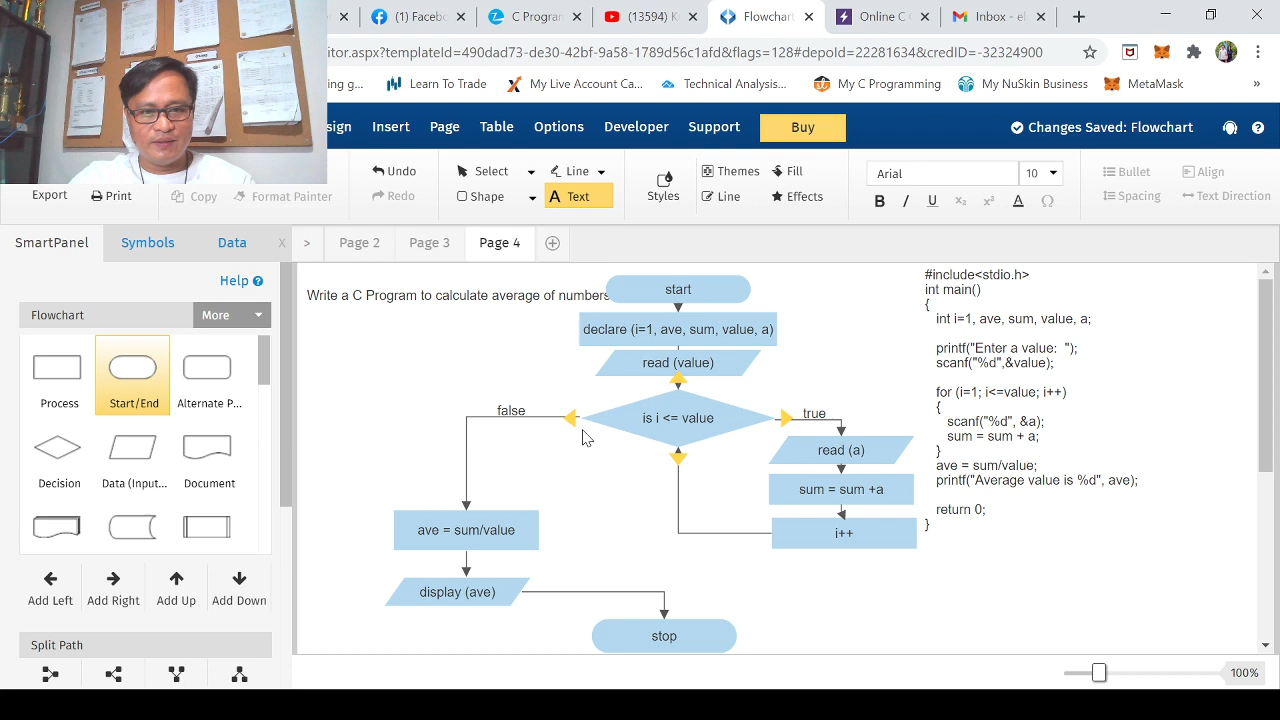 (1) Faceb
C Progran
(13594) K
Flowchart
Online C
Inbox - el
itor.aspx?templateId=490dad73-de30-42bf-9a58-1789d56c1afd&flags=128#depoId=22281634&credID=-32324900
ing g...
Learn To Trade
My Live Account Ca...
Technical Analysis...
My C Programming
My NuSkin Business
MetaMask
»
sign
Insert
Page
Table
Options
Developer
Support
Buy
Changes Saved: Flowchart
Undo
Select
Line
Themes
Fill
Arial
10
Bullet
Align
Export
Print
Copy
Format Painter
Redo
Shape
A Text
Styles
Line
Effects
B I U X₂ X² A Ω
Spacing
Text Direction
SmartPanel
Symbols
Data
X
>
Page 2
Page 3
Page 4
Help ?
Flowchart
More
Process
Start/End
Alternate P...
Decision
Data (Input...
Document
Add Left
Add Right
Add Up
Add Down
Split Path
Write a C Program to calculate average of numbers
start
declare (i=1, ave, sum, value, a)
read (value)
is i <= value
false
true
read (a)
sum = sum +a
i++
ave = sum/value
display (ave)
stop
#include<stdio.h>
int main()
{
int i=1, ave, sum, value, a;
printf("Enter a value:  ");
scanf("%d",&value);
for (i=1; i<=value; i++)
{
scanf("%d", &a);
sum = sum + a;
}
ave = sum/value;
printf("Average value is %d", ave);
return 0;
}
100%